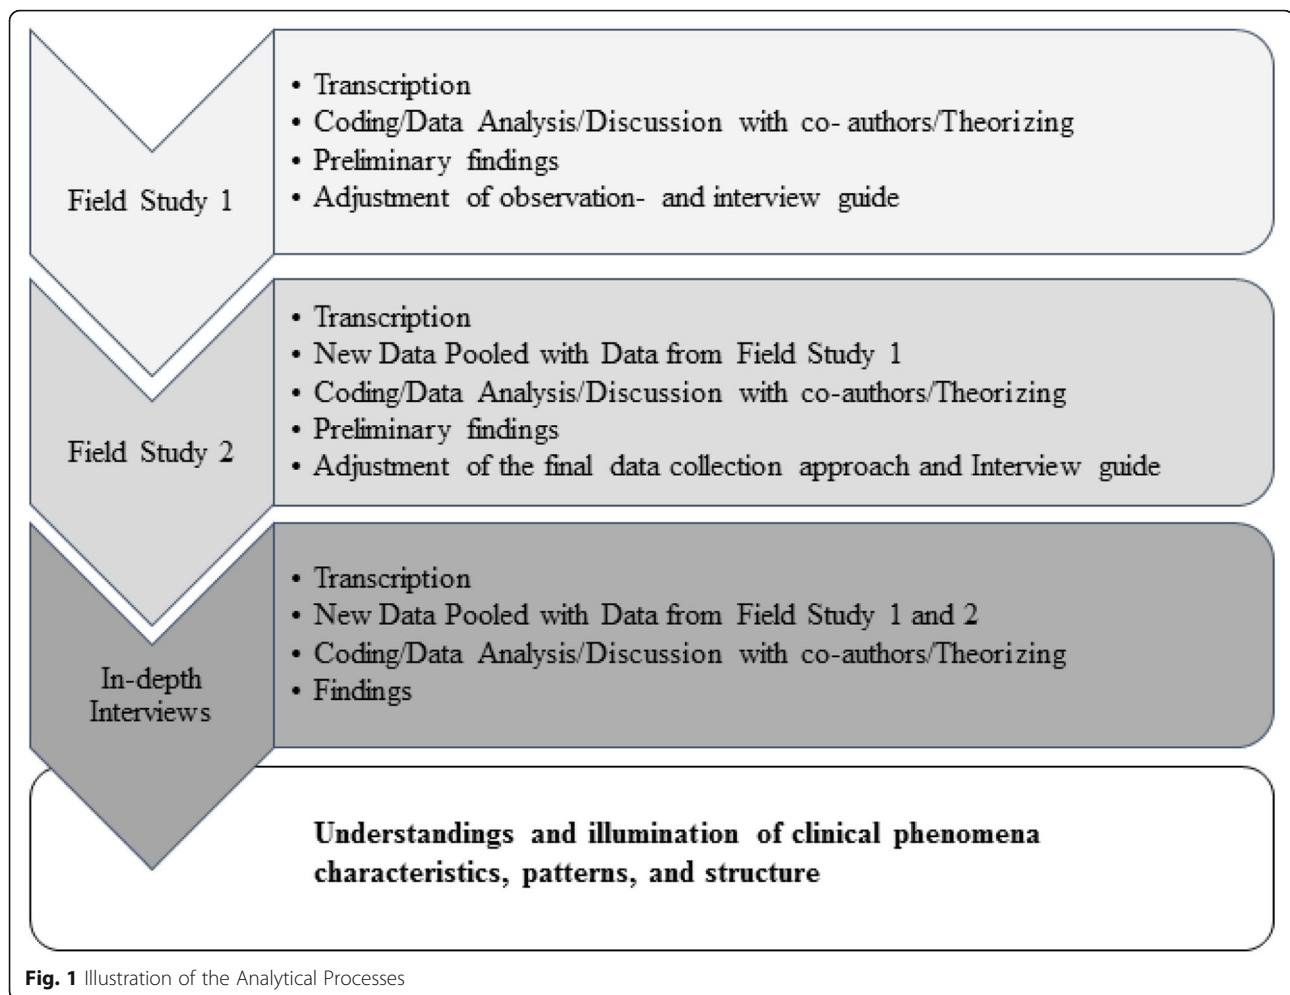 Field Study 1
• Transcription
• Coding/Data Analysis/Discussion with co- authors/Theorizing
• Preliminary findings
• Adjustment of observation- and interview guide
Field Study 2
• Transcription
• New Data Pooled with Data from Field Study 1
• Coding/Data Analysis/Discussion with co-authors/Theorizing
• Preliminary findings
• Adjustment of the final data collection approach and Interview guide
In-depth
Interviews
• Transcription
• New Data Pooled with Data from Field Study 1 and 2
• Coding/Data Analysis/Discussion with co-authors/Theorizing
• Findings
Understandings and illumination of clinical phenomena
characteristics, patterns, and structure
Fig. 1 Illustration of the Analytical Processes